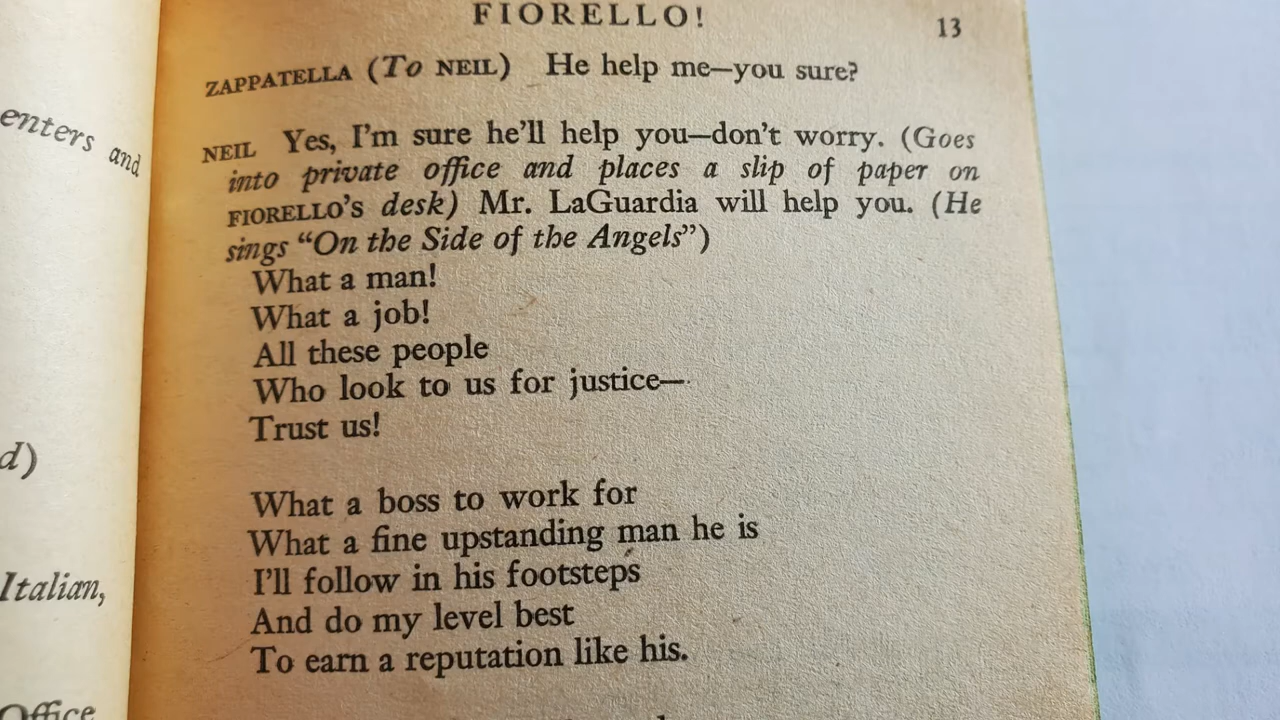 enters and
d)
Italian,
Office
FIORELLO!
13
ZAPPATELLA (To NEIL) He help me—you sure?
NEIL Yes, I'm sure he'll help you—don't worry. (Goes
into private office and places a slip of paper on
FIORELLO'S desk) Mr. LaGuardia will help you. (He
sings “On the Side of the Angels”)
What a man!
What a job!
All these people
Who look to us for justice—
Trust us!
What a boss to work for
What a fine upstanding man he is
I'll follow in his footsteps
And do my level best
To earn a reputation like his.